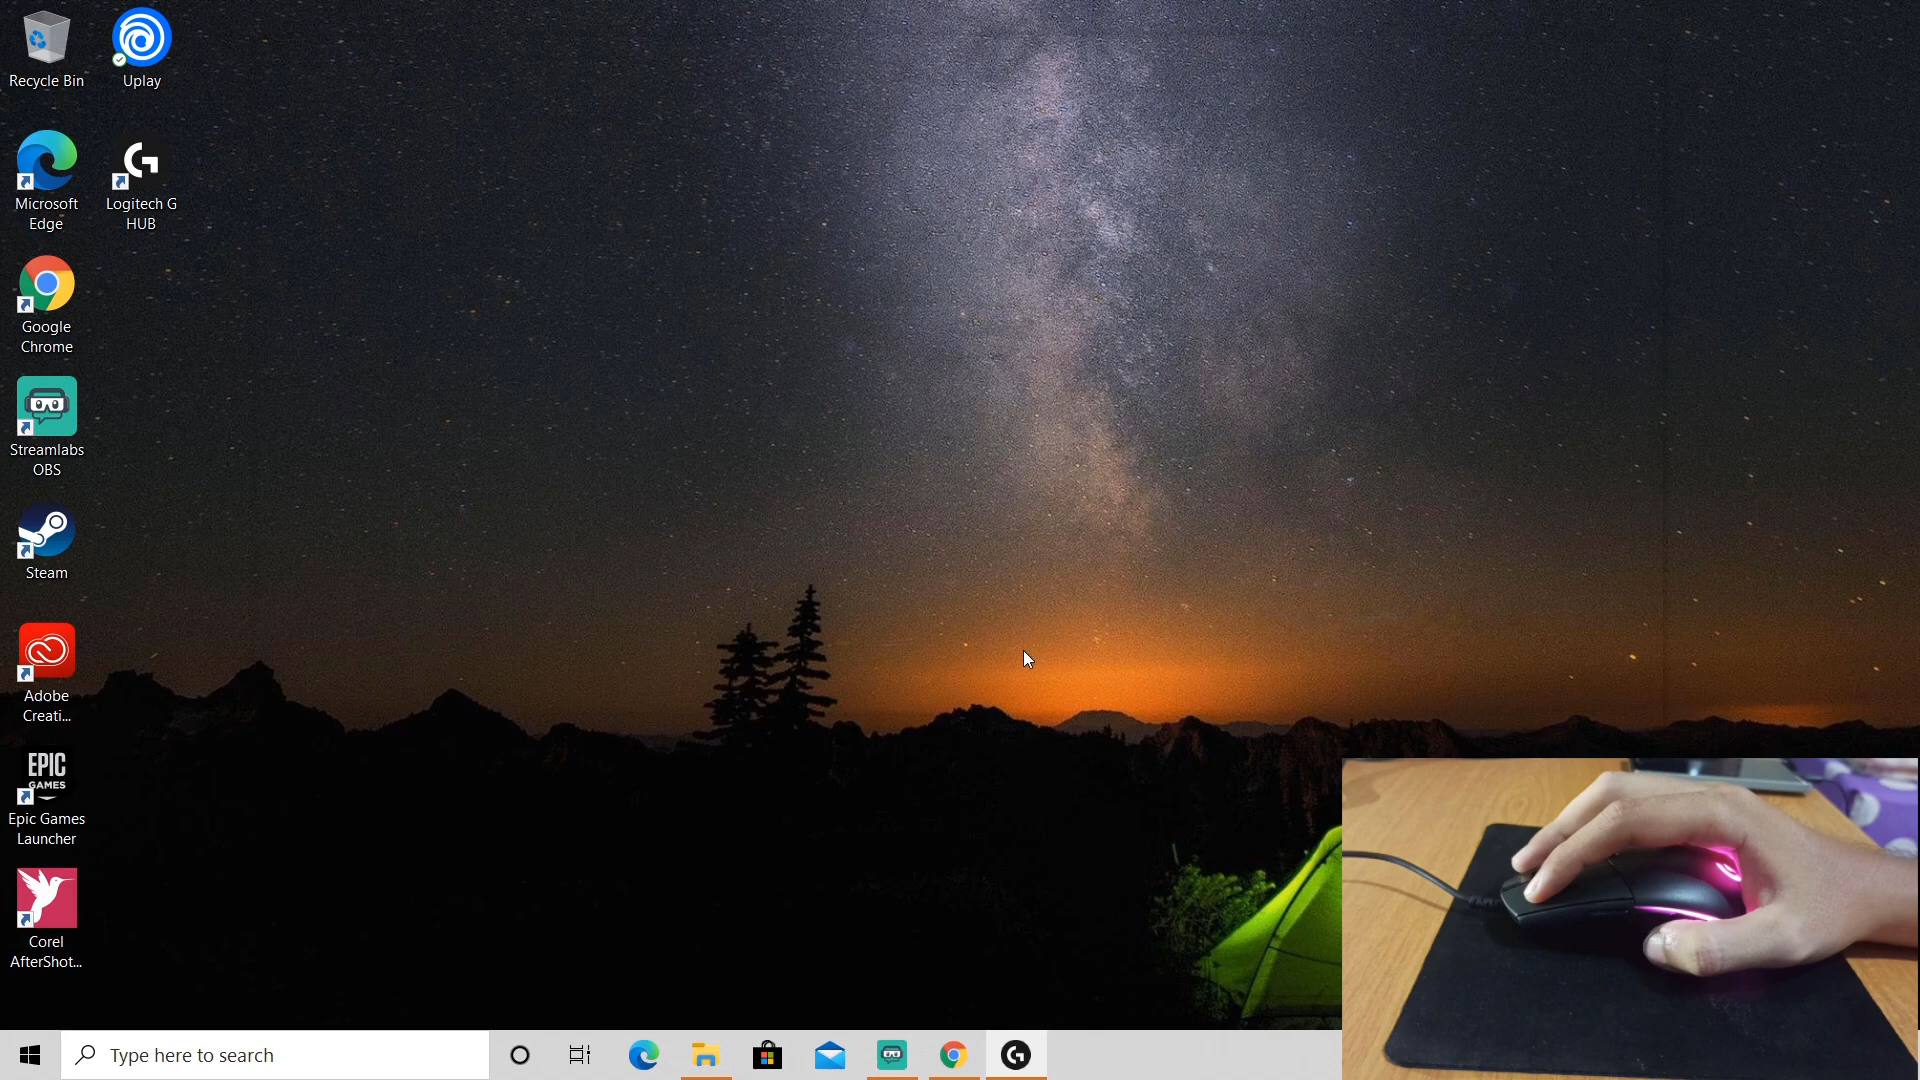 Recycle Bin
Uplay
Microsoft
Edge
Logitech G
HUB
Google
Chrome
Streamlabs
OBS
Steam
Adobe
Creati...
EPIC
GAMES
Epic Games
Launcher
Corel
AfterShot...
Type here to search